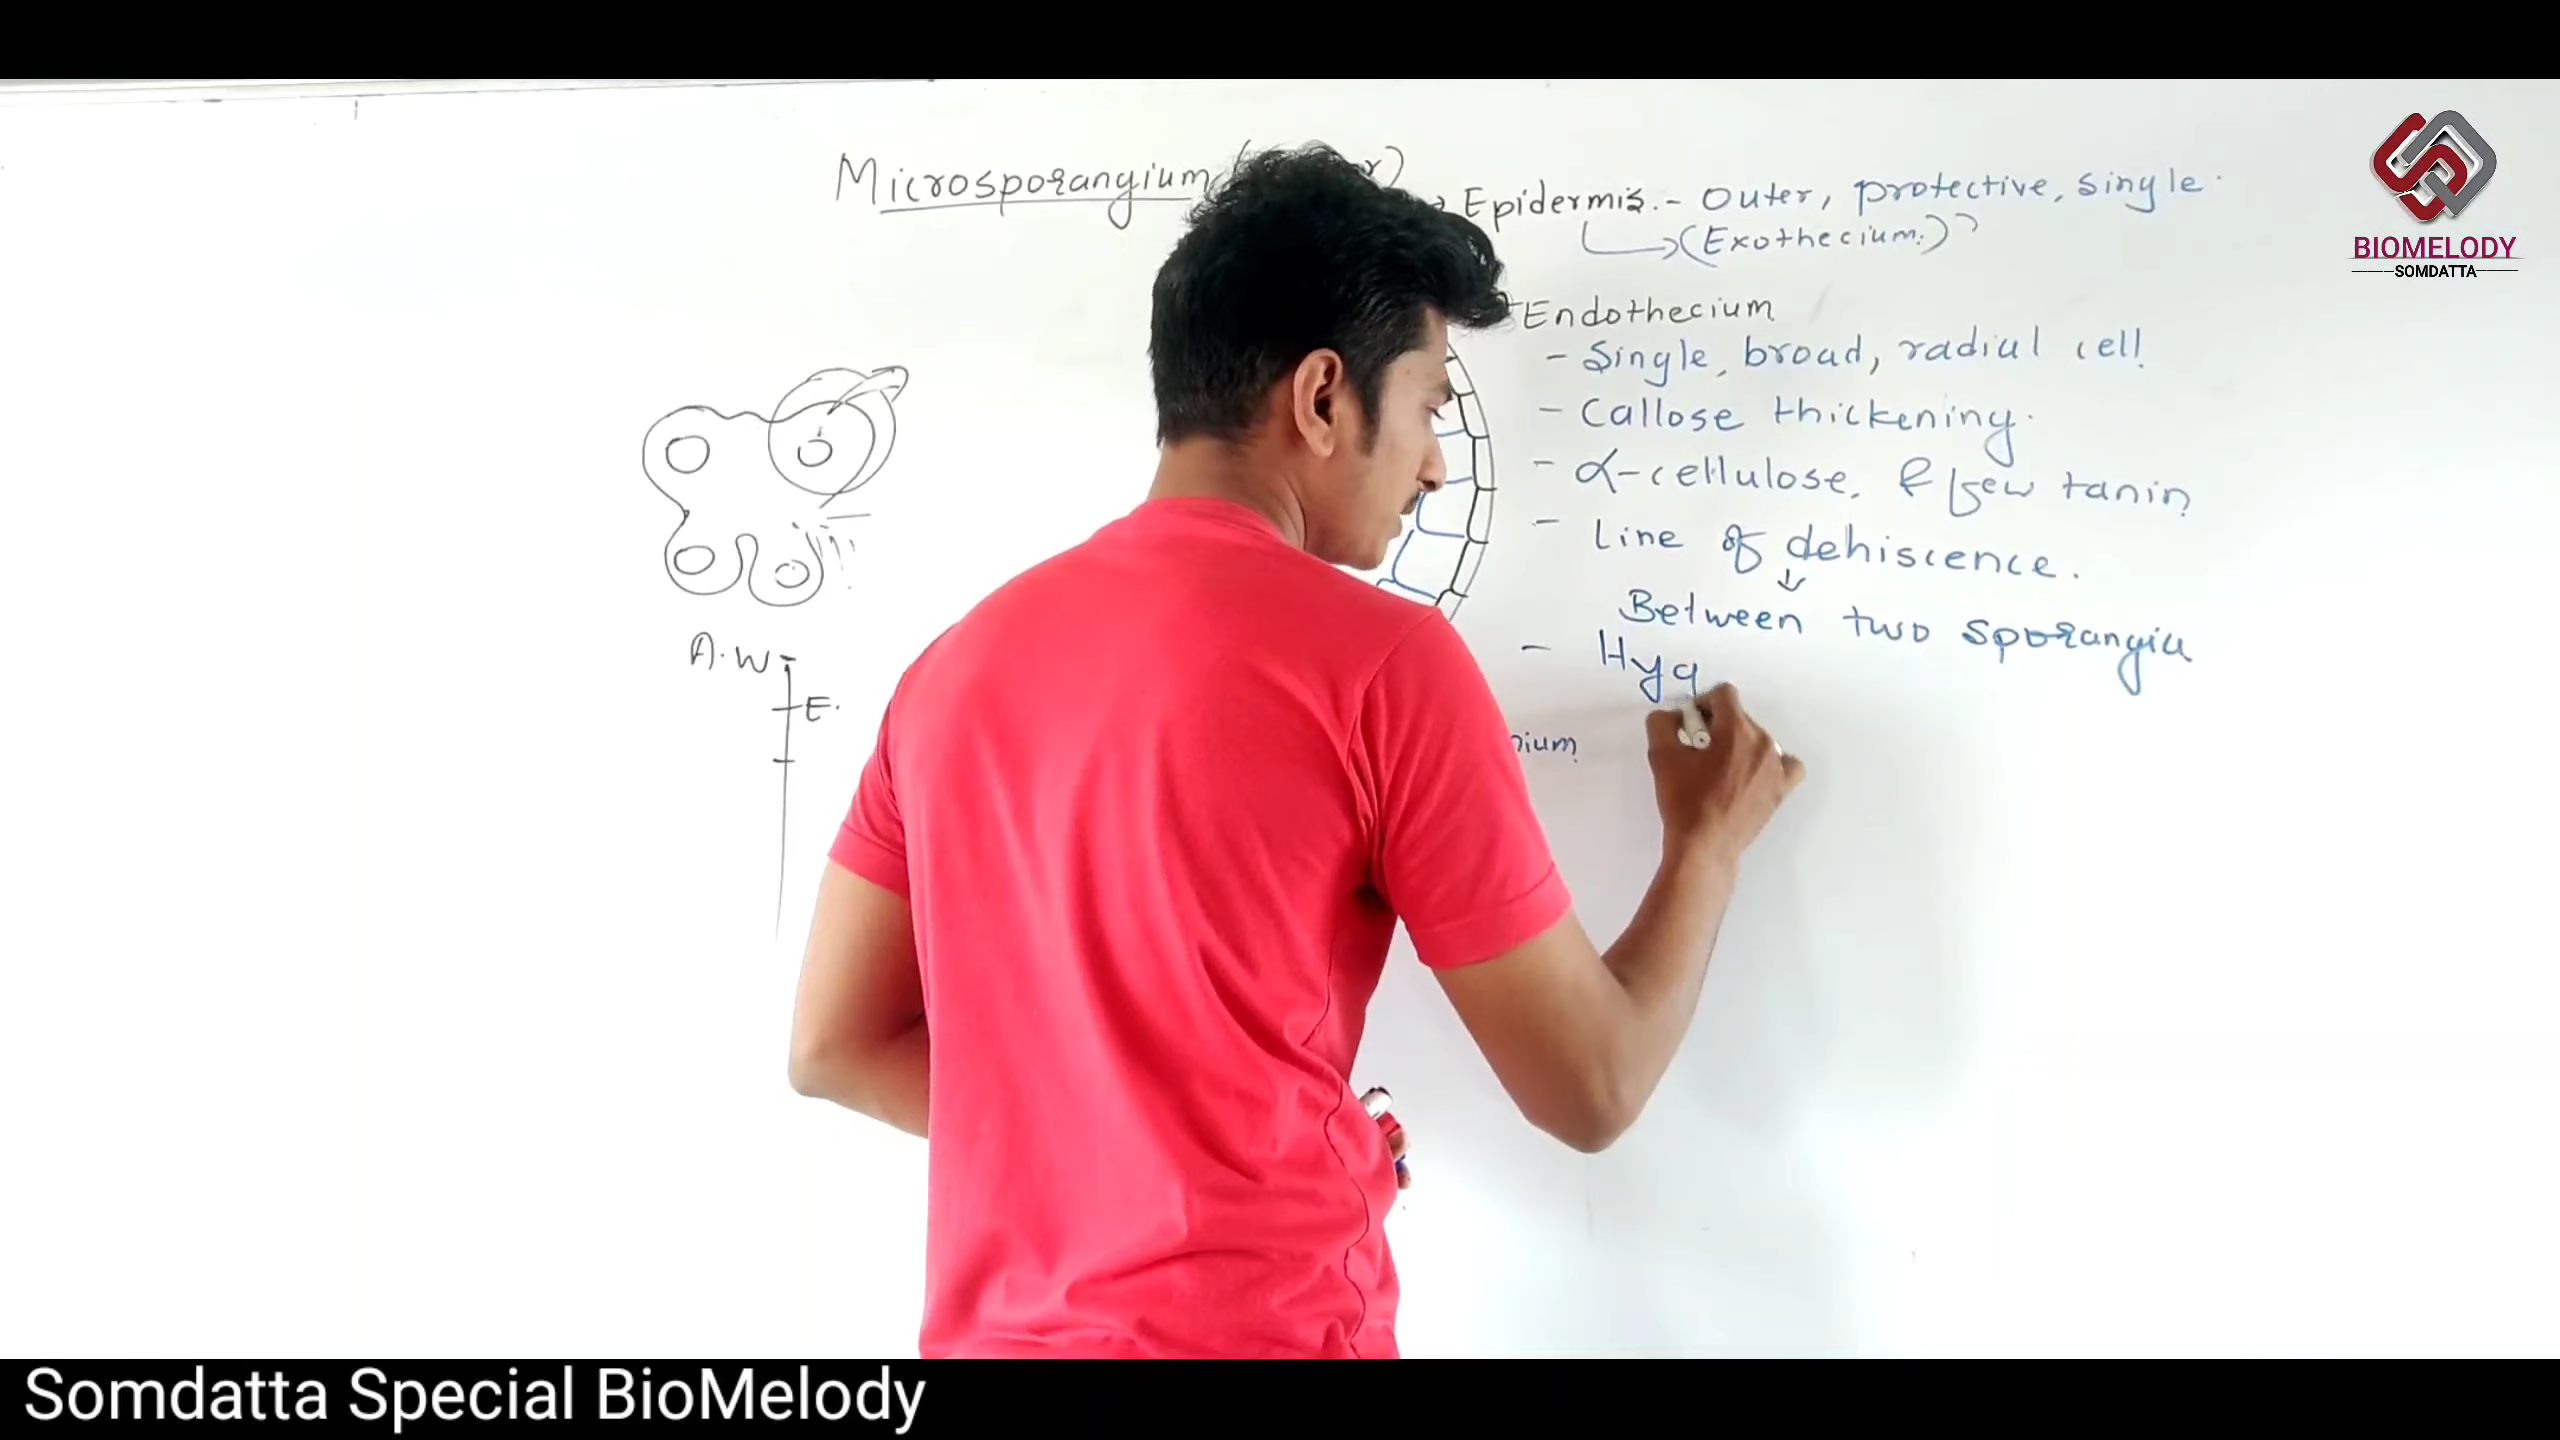 Microsporangium (
Epidermis.- Outer, protective, single.
(Exothecium.)
Endothecium
- Single, broad, radial cell
- Callose thickening.
- α-cellulose. & few tanin
- Line of dehiscence.
Between two sporangia
- Hyg
A.W
E.
BIOMELODY
SOMDATTA
Somdatta Special BioMelody